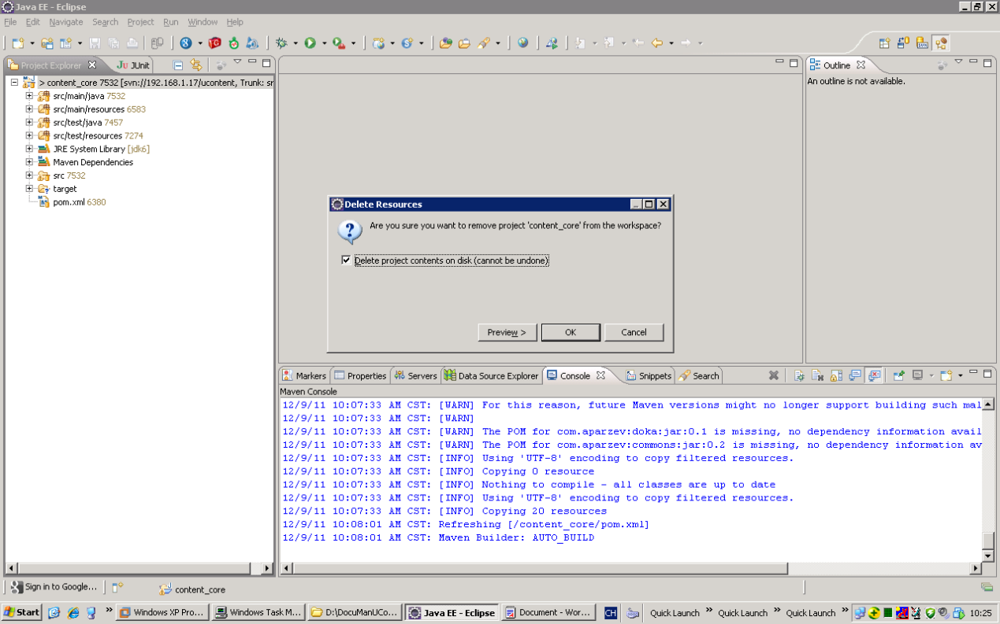 Java EE - Eclipse
File Edit Navigate Search Project Run Window Help
Project Explorer
JUnit
> content_core 7532 [svn://192.168.1.17/ucontent, Trunk: sr
src/main/java 7532
src/main/resources 6583
src/test/java 7457
src/test/resources 7274
JRE System Library [jdk6]
Maven Dependencies
src 7532
target
pom.xml 6380
Outline
An outline is not available.
Delete Resources
Are you sure you want to remove project 'content_core' from the workspace?
Delete project contents on disk (cannot be undone)
Preview > OK Cancel
Markers Properties Servers Data Source Explorer Console Snippets Search
Maven Console
12/9/11 10:07:33 AM CST: [WARN] For this reason, future Maven versions might no longer support building such mal
12/9/11 10:07:33 AM CST: [WARN]
12/9/11 10:07:33 AM CST: [WARN] The POM for com.aparzev:doka:jar:0.1 is missing, no dependency information avail
12/9/11 10:07:33 AM CST: [WARN] The POM for com.aparzev:commons:jar:0.2 is missing, no dependency information av
12/9/11 10:07:33 AM CST: [INFO] Using 'UTF-8' encoding to copy filtered resources.
12/9/11 10:07:33 AM CST: [INFO] Copying 0 resource
12/9/11 10:07:33 AM CST: [INFO] Nothing to compile - all classes are up to date
12/9/11 10:07:33 AM CST: [INFO] Using 'UTF-8' encoding to copy filtered resources.
12/9/11 10:07:33 AM CST: [INFO] Copying 20 resources
12/9/11 10:08:01 AM CST: Refreshing [/content_core/pom.xml]
12/9/11 10:08:01 AM CST: Maven Builder: AUTO_BUILD
Sign in to Google...
content_core
Start
Windows XP Pro...
Windows Task M...
D:\DocuManUCo...
Java EE - Eclipse
Document - Wor...
CH
Quick Launch » Quick Launch » Quick Launch »
10:25